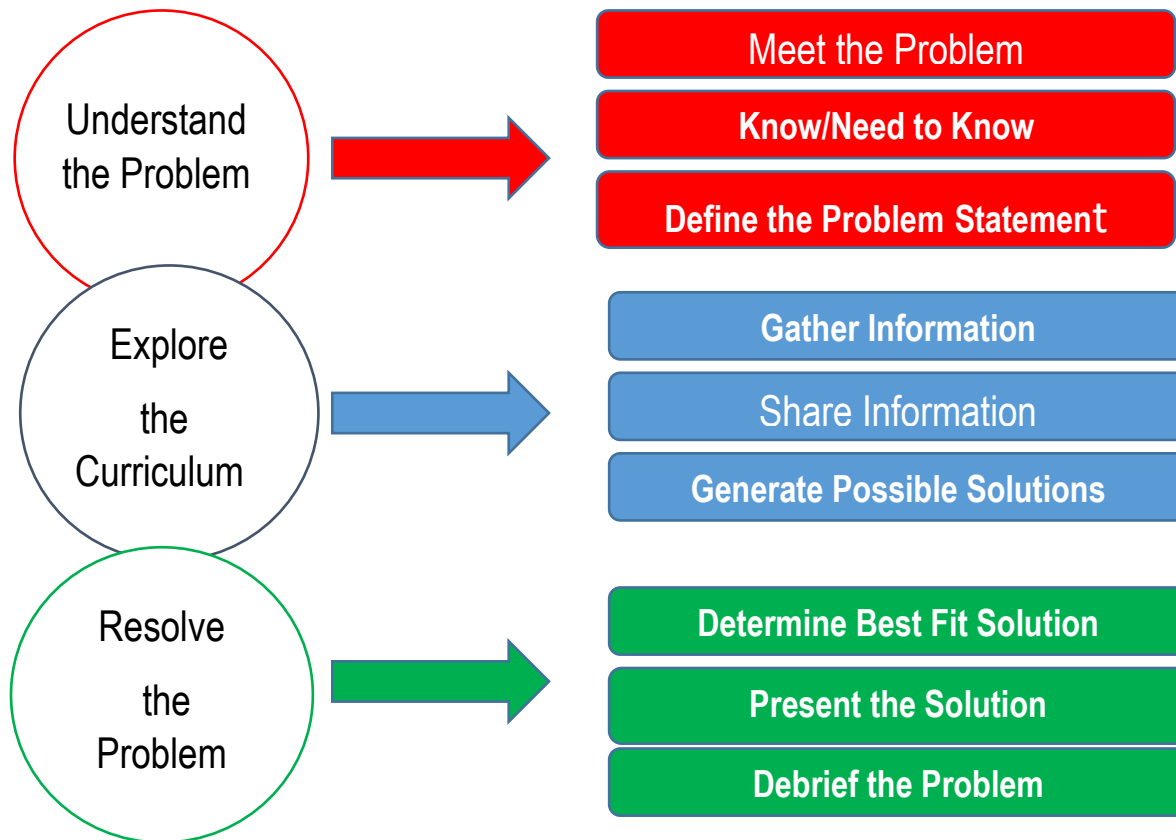 Understand
the Problem
Meet the Problem
Know/Need to Know
Define the Problem Statement
Explore
the
Curriculum
Gather Information
Share Information
Generate Possible Solutions
Resolve
the
Problem
Determine Best Fit Solution
Present the Solution
Debrief the Problem